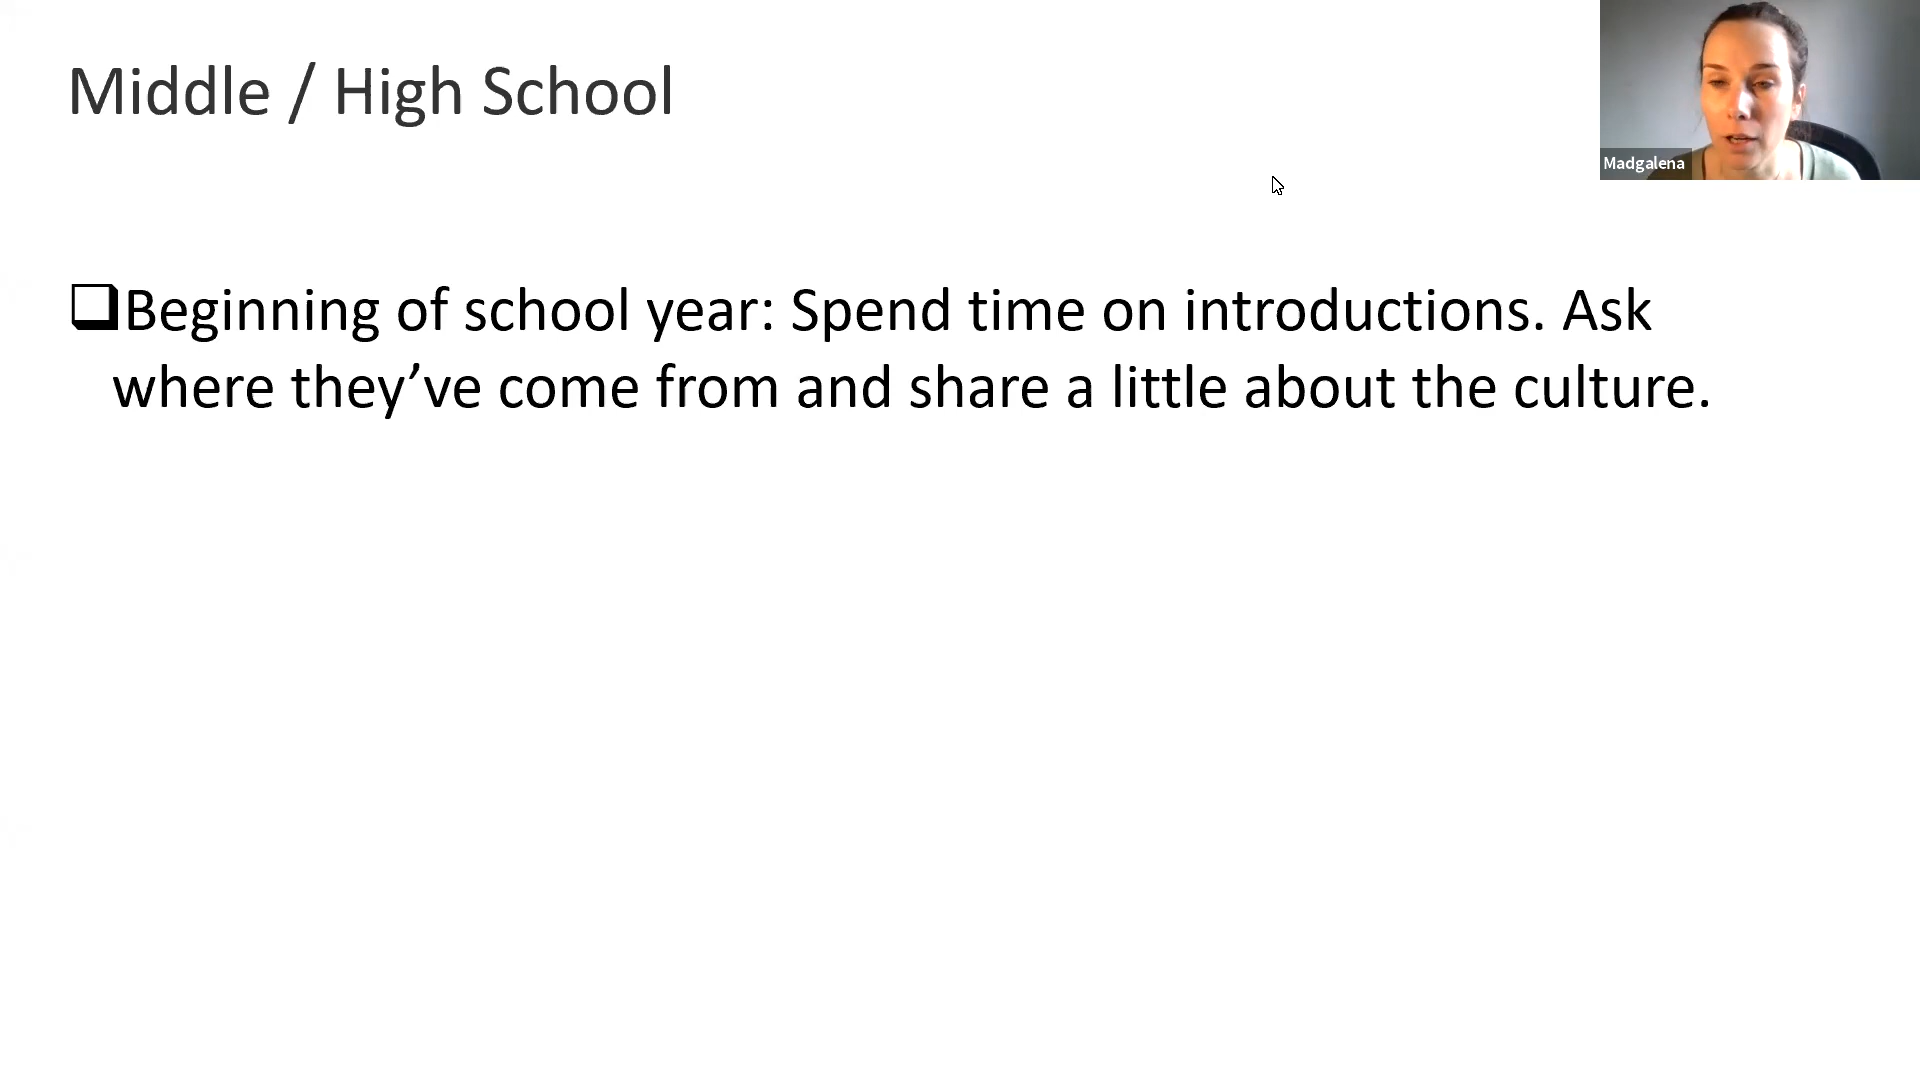 Middle / High School
Madgalena
❑Beginning of school year: Spend time on introductions. Ask
where they’ve come from and share a little about the culture.